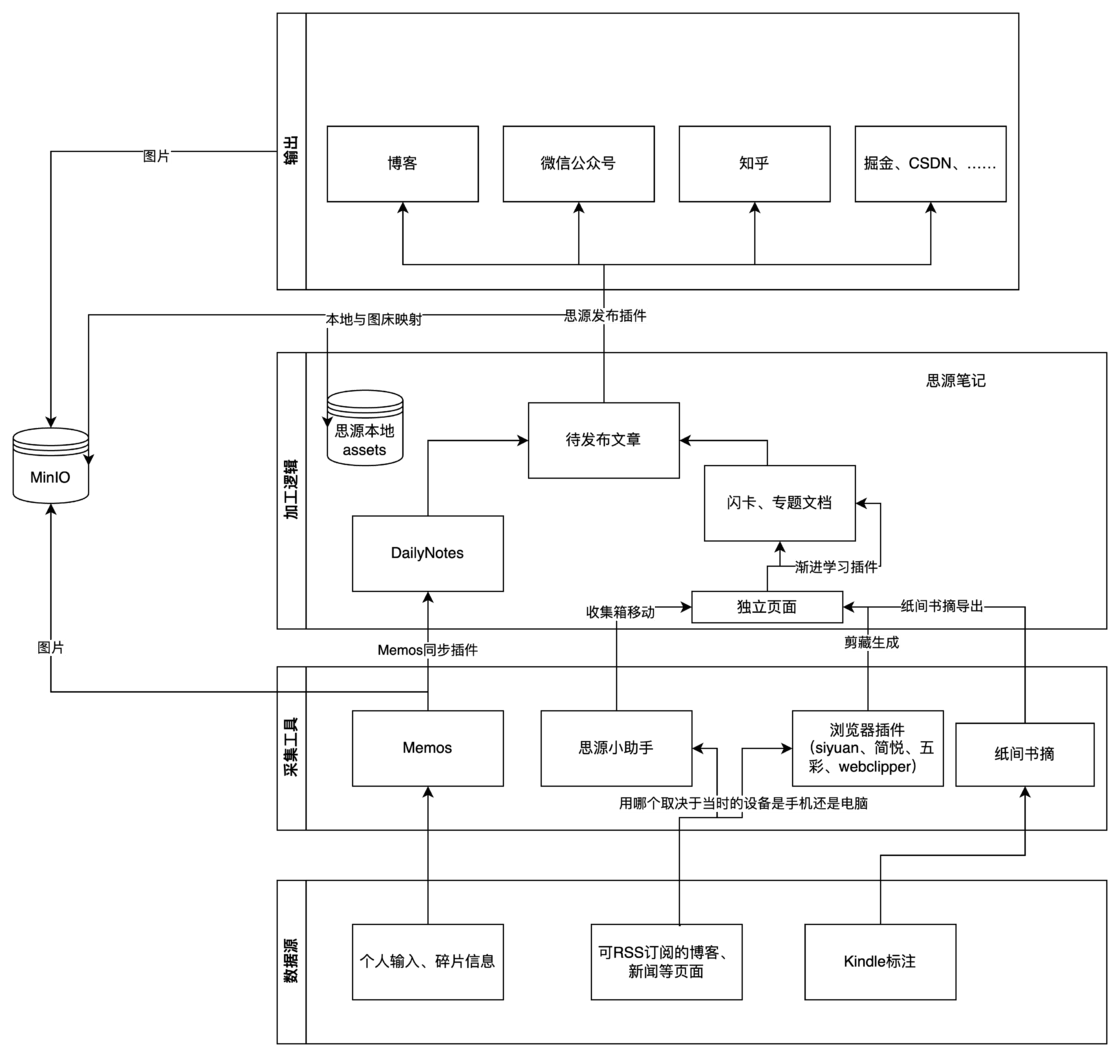 输出
博客
微信公众号
知乎
掘金、CSDN、……
图片
本地与图床映射
思源发布插件
加工逻辑
思源笔记
思源本地
assets
待发布文章
MinIO
闪卡、专题文档
DailyNotes
渐进学习插件
独立页面
收集箱移动
纸间书摘导出
剪藏生成
图片
Memos同步插件
采集工具
Memos
思源小助手
浏览器插件
（siyuan、简悦、五
彩、webclipper）
纸间书摘
用哪个取决于当时的设备是手机还是电脑
数据源
个人输入、碎片信息
可RSS订阅的博客、
新闻等页面
Kindle标注